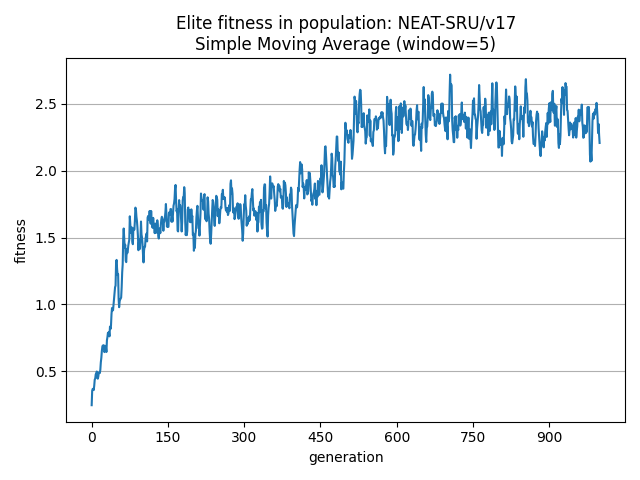 Elite fitness in population: NEAT-SRU/v17
Simple Moving Average (window=5)
fitness
2.5
2.0
1.5
1.0
0.5
0 150 300 450 600 750 900
generation